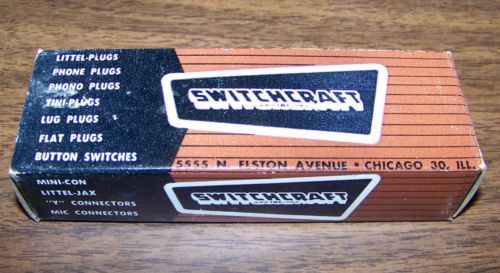 LITTEL-PLUGS
PHONE PLUGS
PHONO PLUGS
TINI-PLUGS
LUG PLUGS
FLAT PLUGS
BUTTON SWITCHES
SWITCHCRAFT
5555 N. ELSTON AVENUE • CHICAGO 30, ILL.
MINI-CON
LITTEL-JAX
"Y" CONNECTORS
MIC CONNECTORS
SWITCHCRAFT